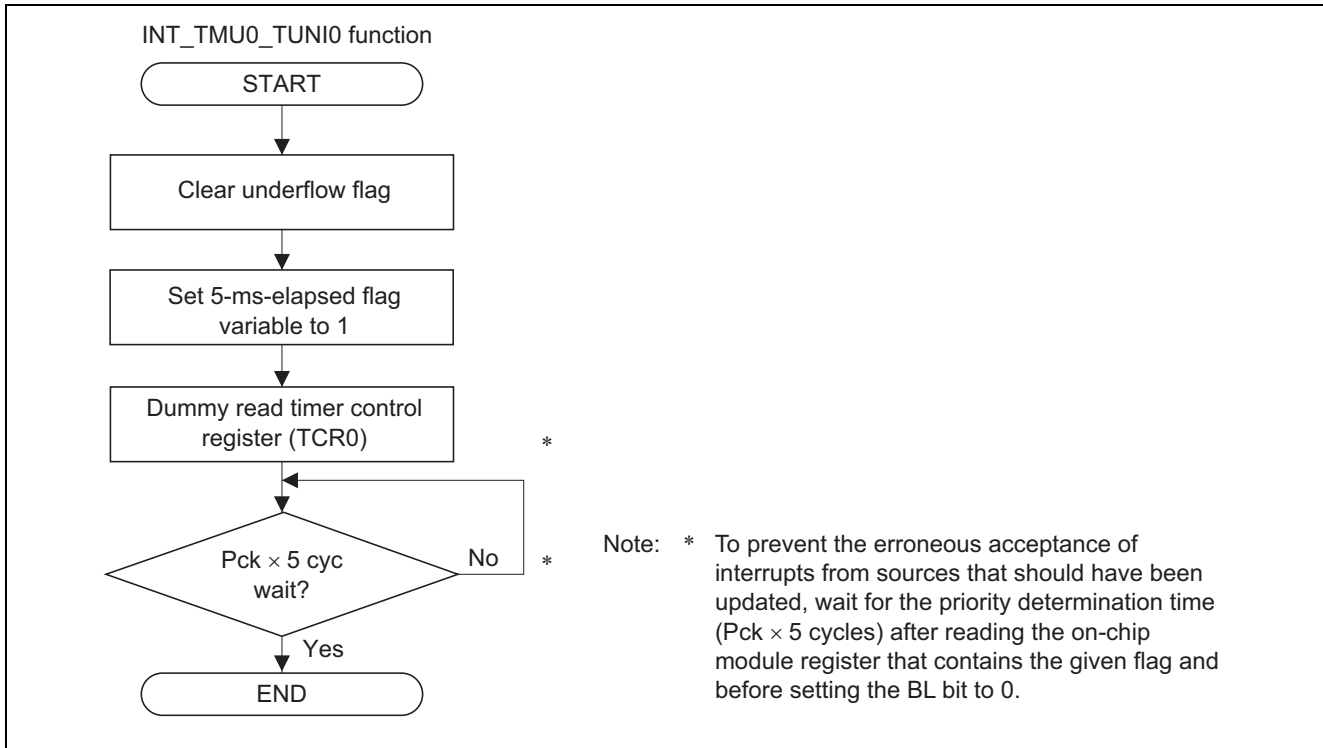 INT_TMU0_TUNI0 function
START
Clear underflow flag
Set 5-ms-elapsed flag
variable to 1
Dummy read timer control
register (TCR0)
*
Pck × 5 cyc
wait?
No
*
Yes
END
Note: * To prevent the erroneous acceptance of
interrupts from sources that should have been
updated, wait for the priority determination time
(Pck × 5 cycles) after reading the on-chip
module register that contains the given flag and
before setting the BL bit to 0.